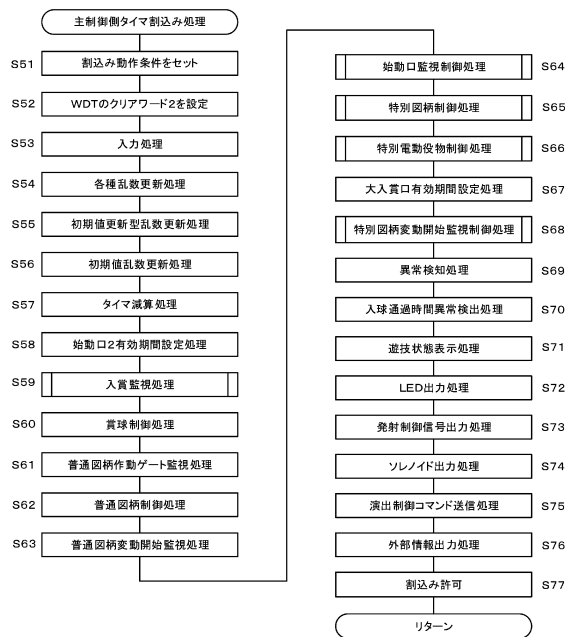 主制御側タイマ割込み処理
S51 割込み動作条件をセット
S52 WDTのクリアワード2を設定
S53 入力処理
S54 各種乱数更新処理
S55 初期値更新型乱数更新処理
S56 初期値乱数更新処理
S57 タイマ減算処理
S58 始動口2有効期間設定処理
S59 入賞監視処理
S60 賞球制御処理
S61 普通図柄作動ゲート監視処理
S62 普通図柄制御処理
S63 普通図柄変動開始監視処理
始動口監視制御処理 S64
特別図柄制御処理 S65
特別電動役物制御処理 S66
大入賞口有効期間設定処理 S67
特別図柄変動開始監視制御処理 S68
異常検知処理 S69
入球通過時間異常検出処理 S70
遊技状態表示処理 S71
LED出力処理 S72
発射制御信号出力処理 S73
ソレノイド出力処理 S74
演出制御コマンド送信処理 S75
外部情報出力処理 S76
割込み許可 S77
リターン